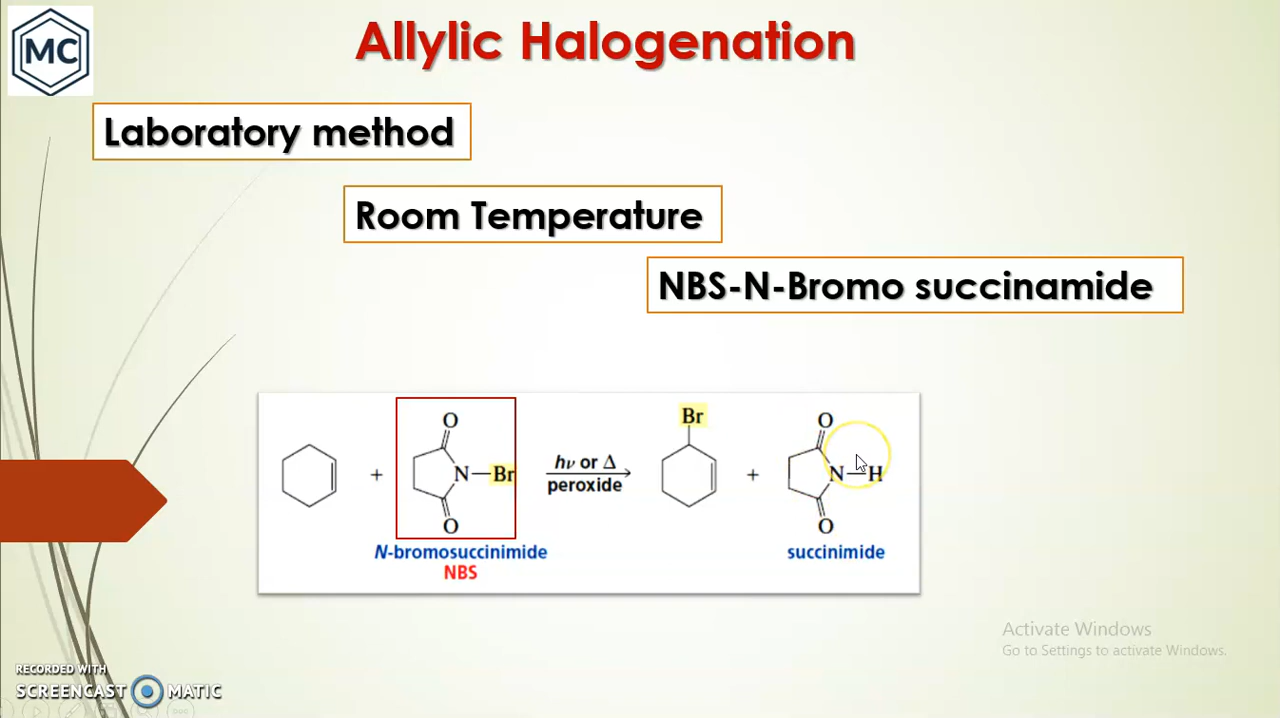 MC
Allylic Halogenation
Laboratory method
Room Temperature
NBS-N-Bromo succinamide
O
N—Br
O
+
hν or Δ
peroxide
Br
+
O
N—H
O
N-bromosuccinimide
NBS
succinimide
Activate Windows
Go to Settings to activate Windows.
RECORDED WITH
SCREENCAST MATIC